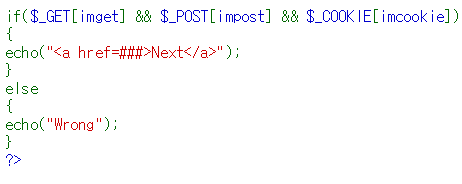 if($_GET[imget] && $_POST[impost] && $_COOKIE[imcookie])
{
echo("<a href=###>Next</a>");
}
else
{
echo("Wrong");
}
?>